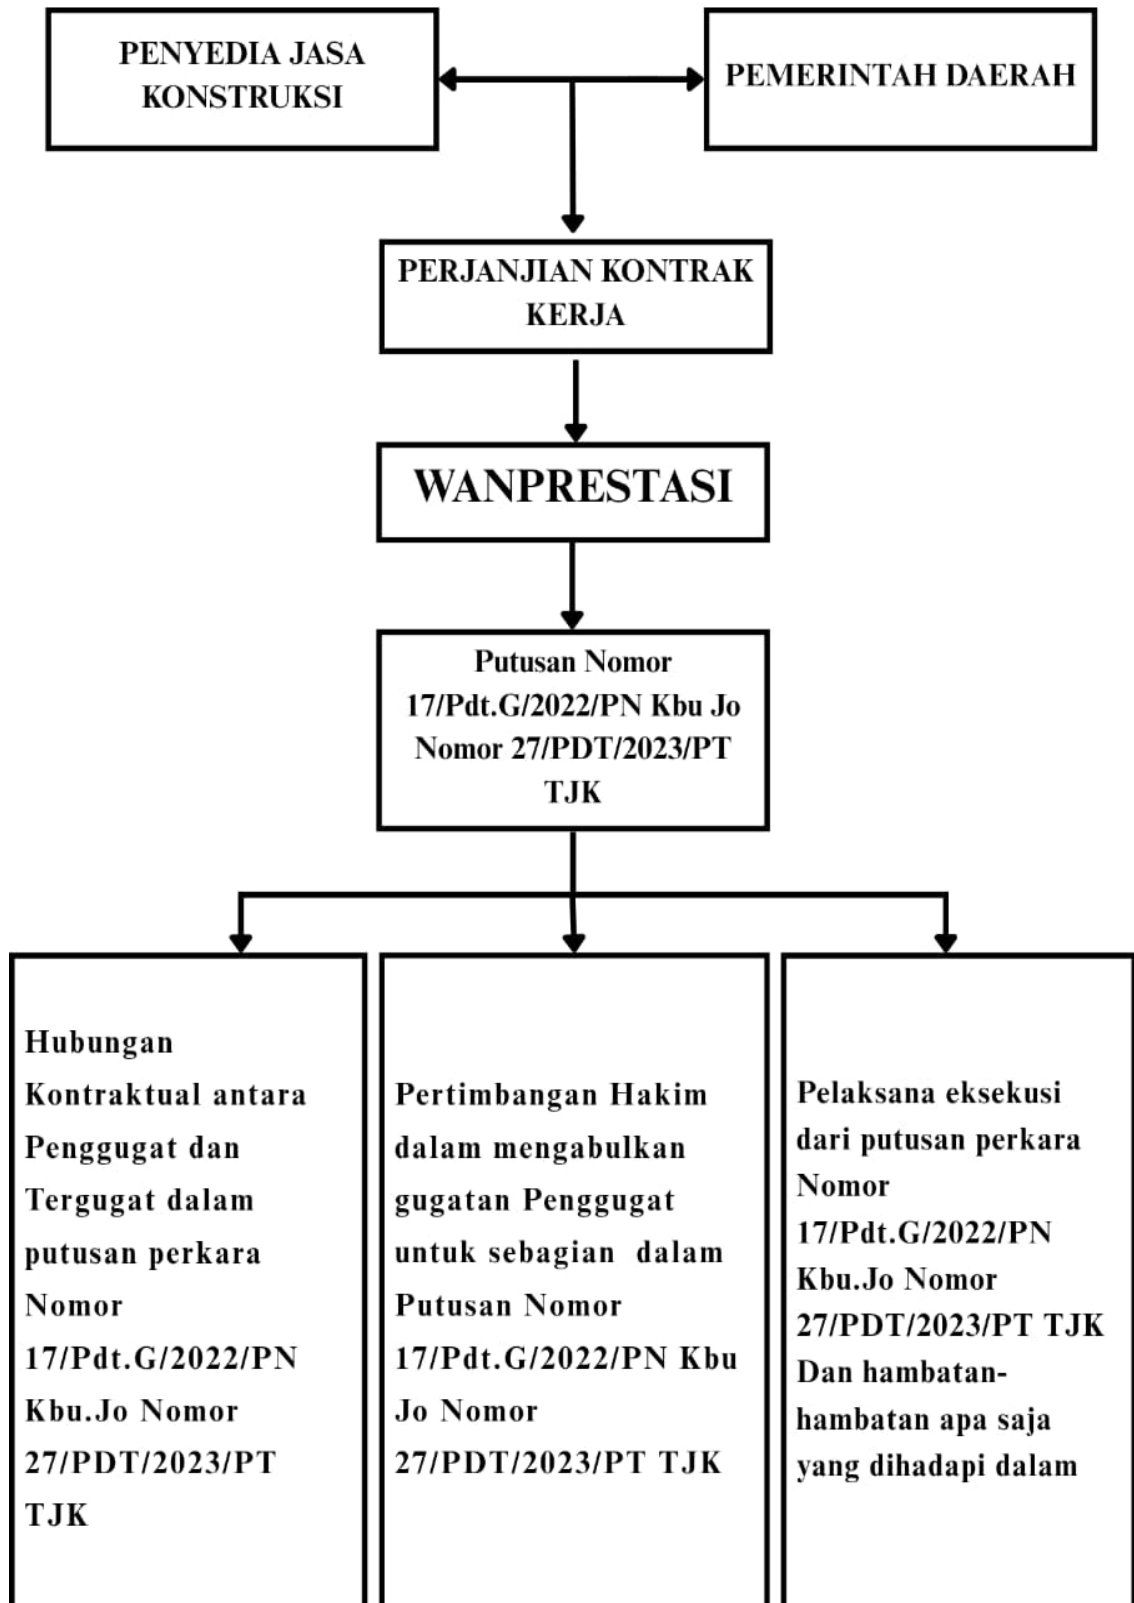 PENYEDIA JASA
KONSTRUKSI
PEMERINTAH DAERAH
PERJANJIAN KONTRAK
KERJA
WANPRESTASI
Putusan Nomor
17/Pdt.G/2022/PN Kbu Jo
Nomor 27/PDT/2023/PT
TJK
Hubungan
Kontraktual antara
Penggugat dan
Tergugat dalam
putusan perkara
Nomor
17/Pdt.G/2022/PN
Kbu.Jo Nomor
27/PDT/2023/PT
TJK
Pertimbangan Hakim
dalam mengabulkan
gugatan Penggugat
untuk sebagian dalam
Putusan Nomor
17/Pdt.G/2022/PN Kbu
Jo Nomor
27/PDT/2023/PT TJK
Pelaksana eksekusi
dari putusan perkara
Nomor
17/Pdt.G/2022/PN
Kbu.Jo Nomor
27/PDT/2023/PT TJK
Dan hambatan-
hambatan apa saja
yang dihadapi dalam